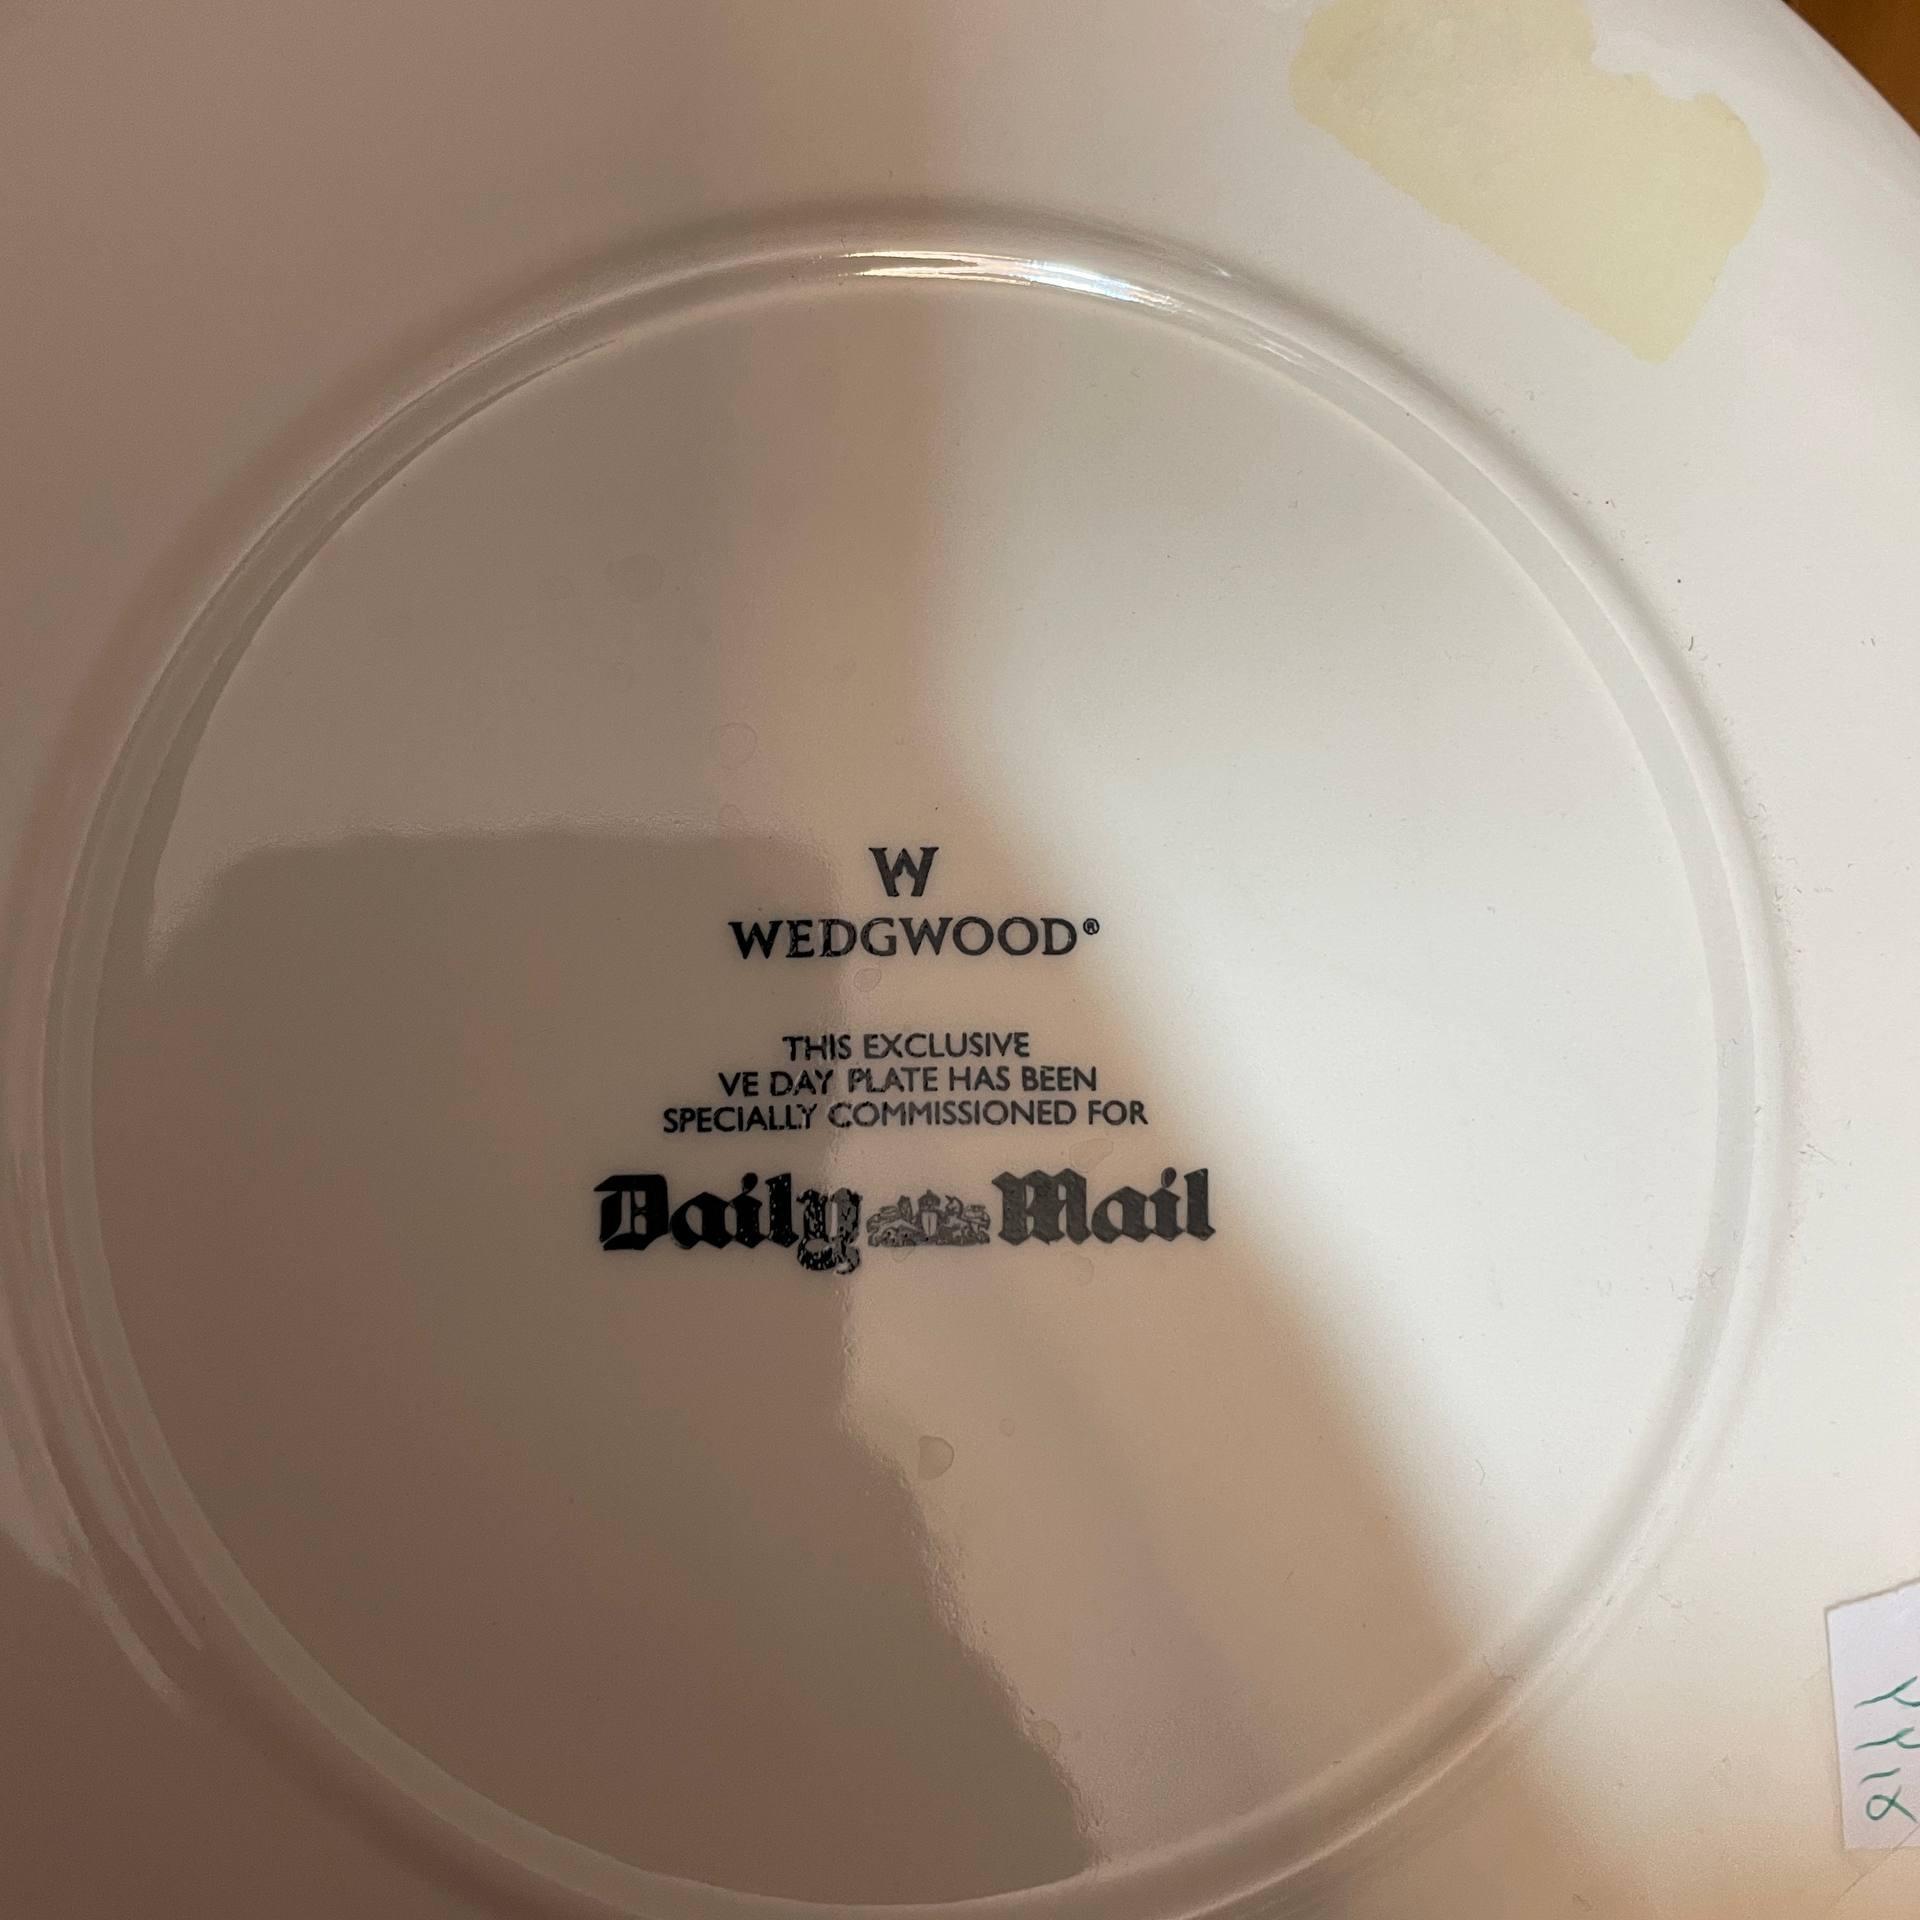 W
WEDGWOOD®
THIS EXCLUSIVE
VE DAY PLATE HAS BEEN
SPECIALLY COMMISSIONED FOR
Daily Mail